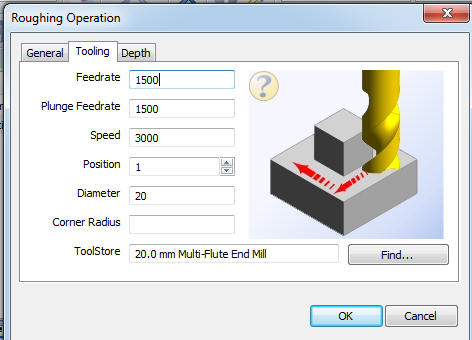 Roughing Operation
General Tooling Depth
Feedrate 1500
Plunge Feedrate 1500
Speed 3000
Position 1
Diameter 20
Corner Radius
ToolStore 20.0 mm Multi-Flute End Mill Find...
OK Cancel
?